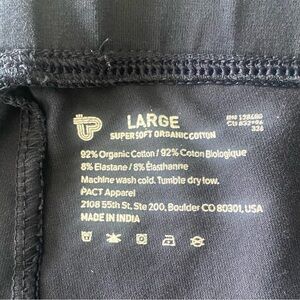 LARGE
SUPER SOFT ORGANIC COTTON
92% Organic Cotton / 92% Coton Biologique
8% Elastane / 8% Élasthanne
Machine wash cold. Tumble dry low.
PACT Apparel
2108 55th St, Ste 200, Boulder CO 80301, USA
MADE IN INDIA